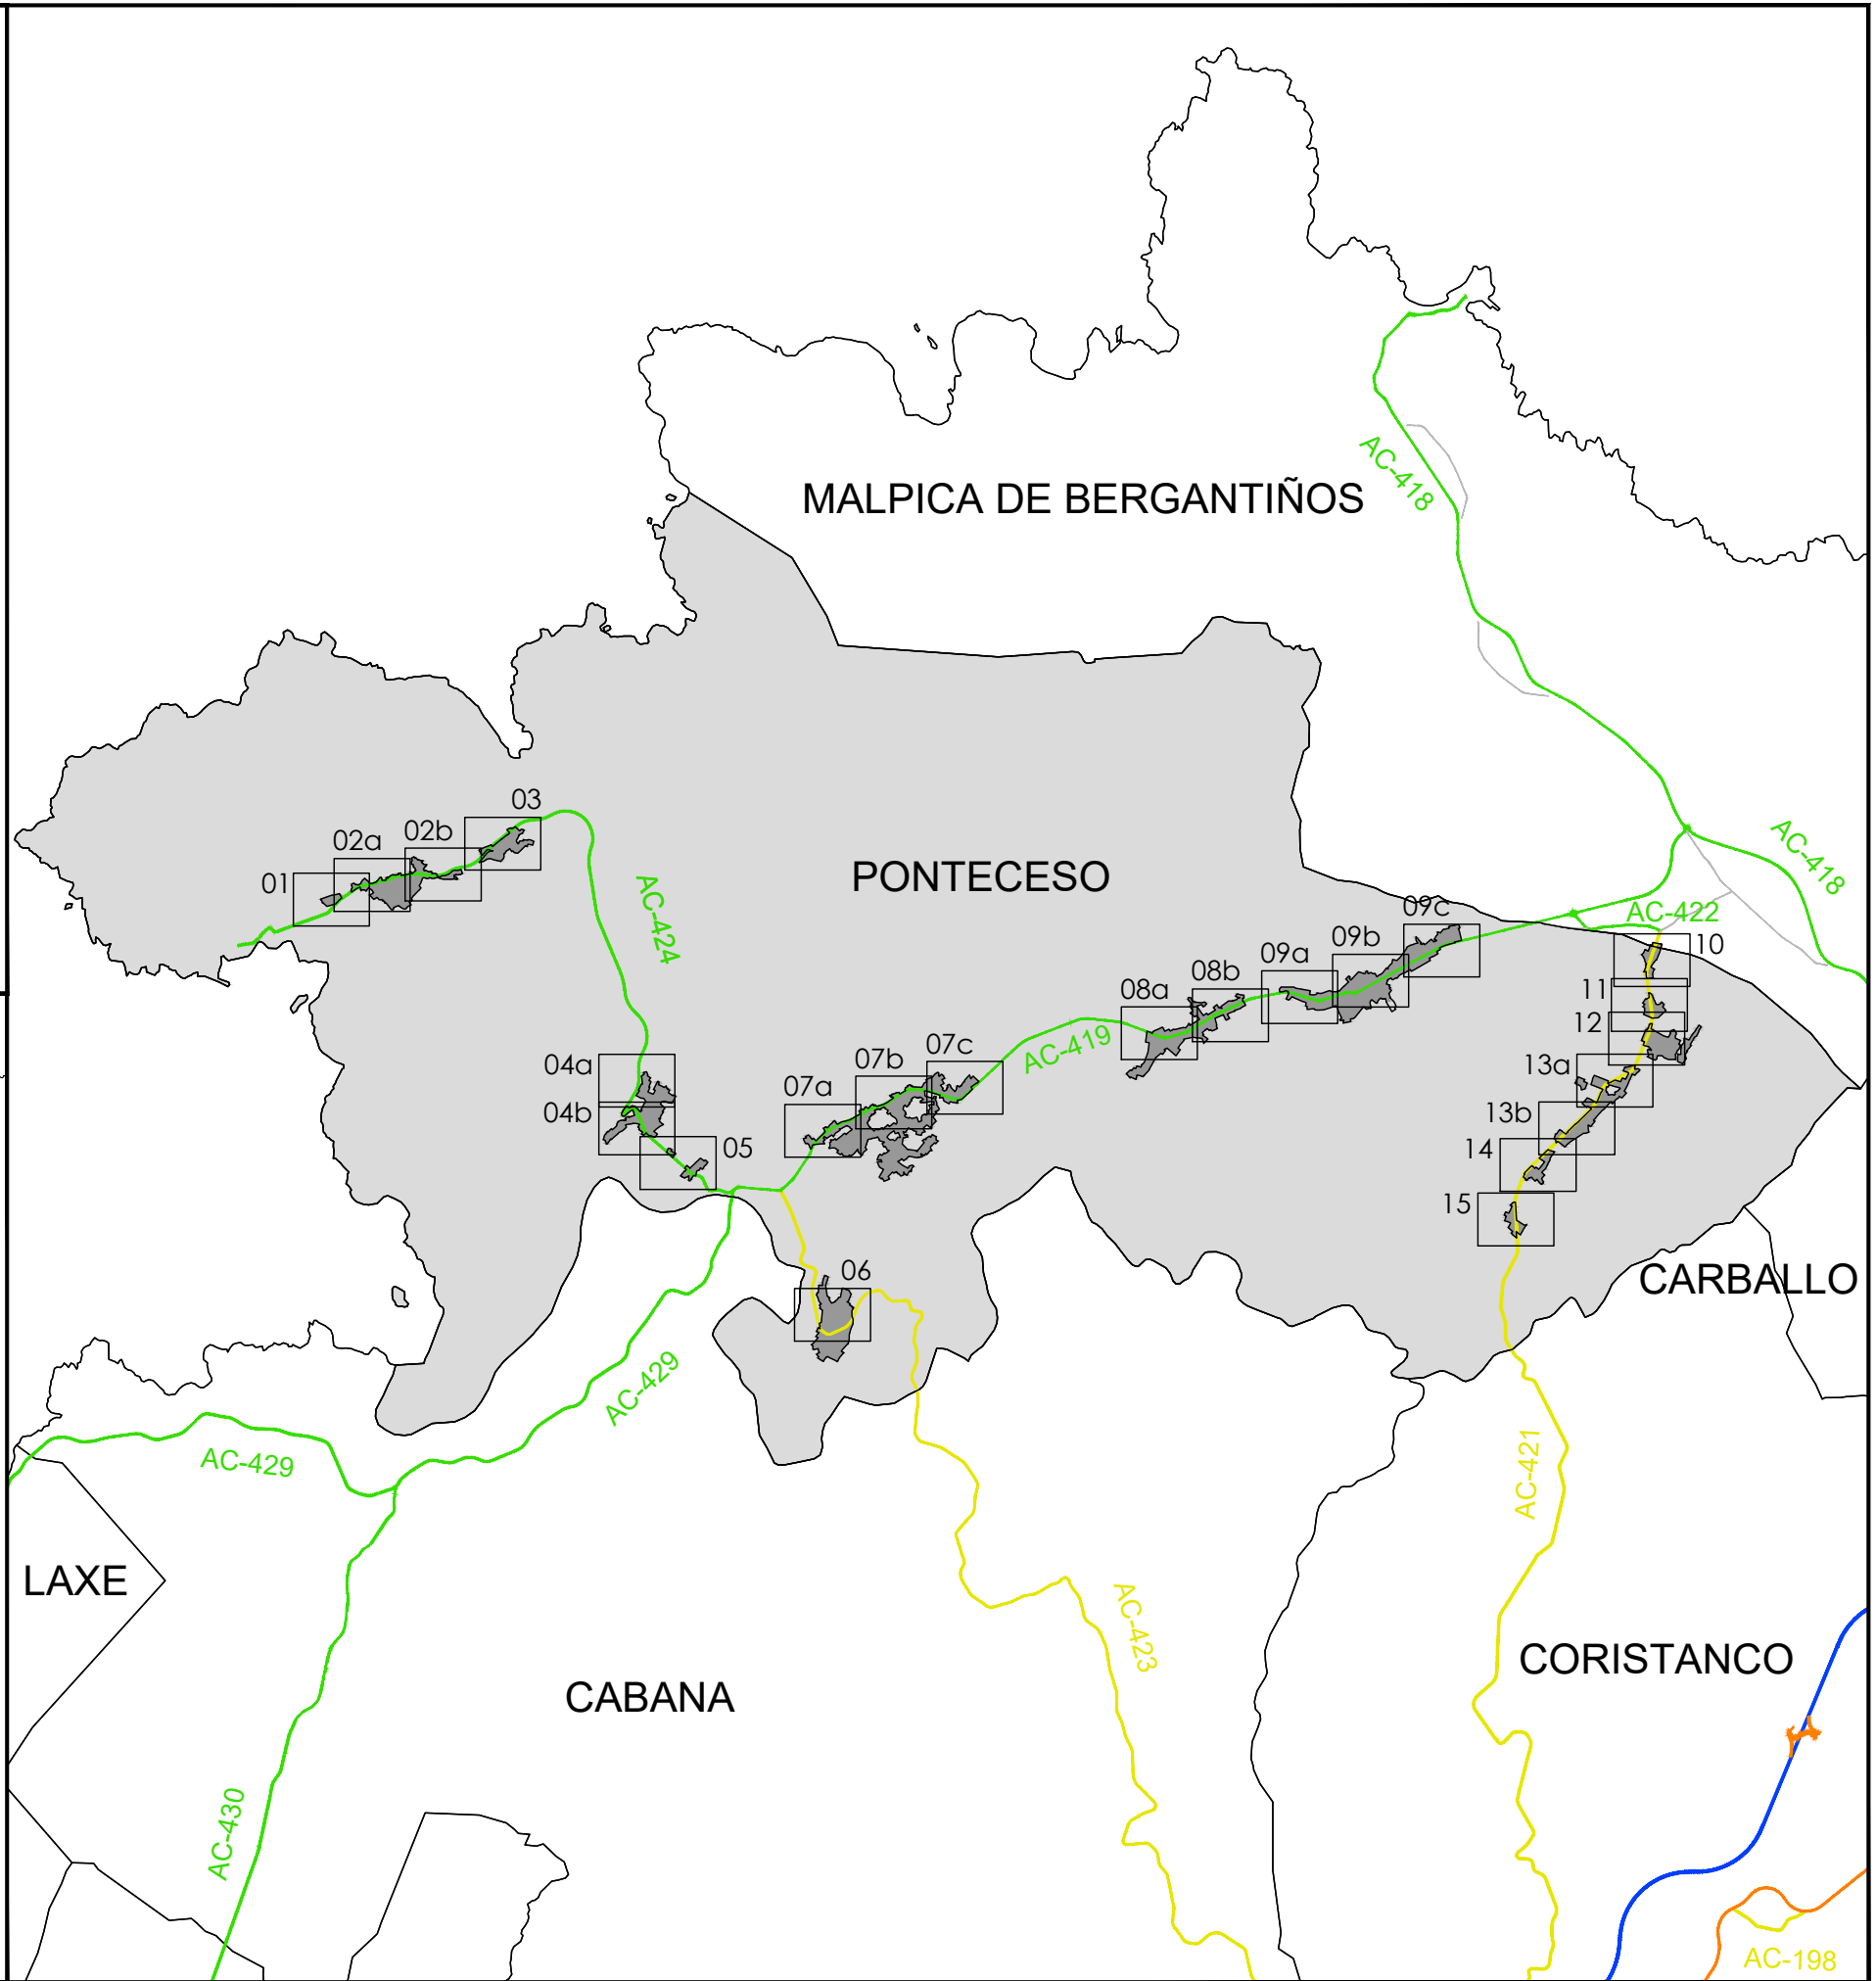 AC-418
MALPICA DE BERGANTIÑOS
03
02a
02b
01
PONTECESO
AC-418
AC-424
AC-422
09c
10
09b
09a
08b
08a
11
12
AC-419
07c
07b
07a
04a
04b
05
13a
13b
14
15
06
CARBALLO
AC-429
AC-429
AC-421
LAXE
AC-423
CORISTANCO
CABANA
AC-430
AC-198